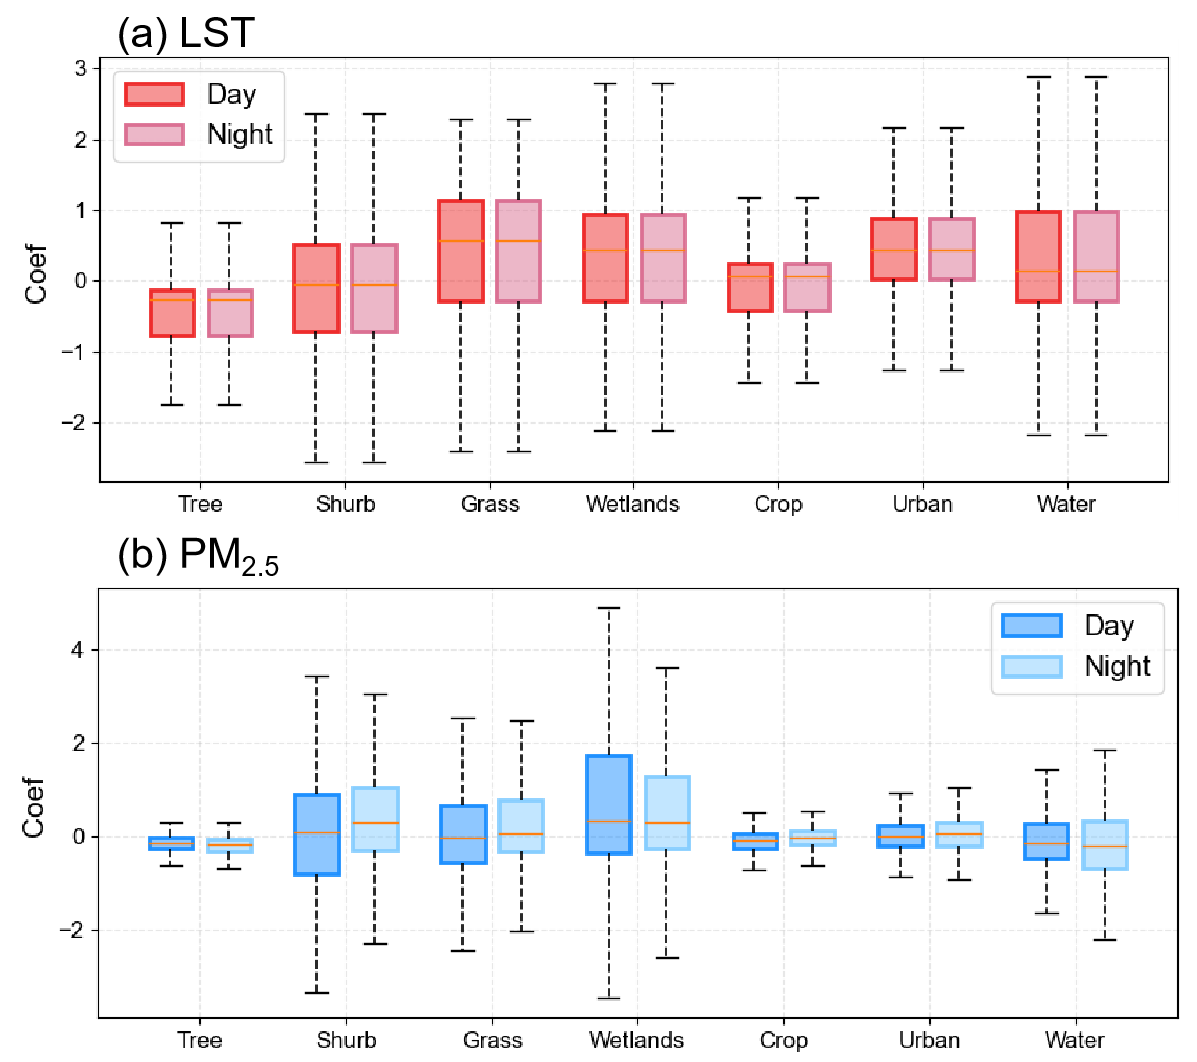 (a) LST
3
2
1
0
−1
−2
Coef
Day
Night
Tree Shurb Grass Wetlands Crop Urban Water
(b) PM2.5
4
2
0
−2
Coef
Day
Night
Tree Shurb Grass Wetlands Crop Urban Water